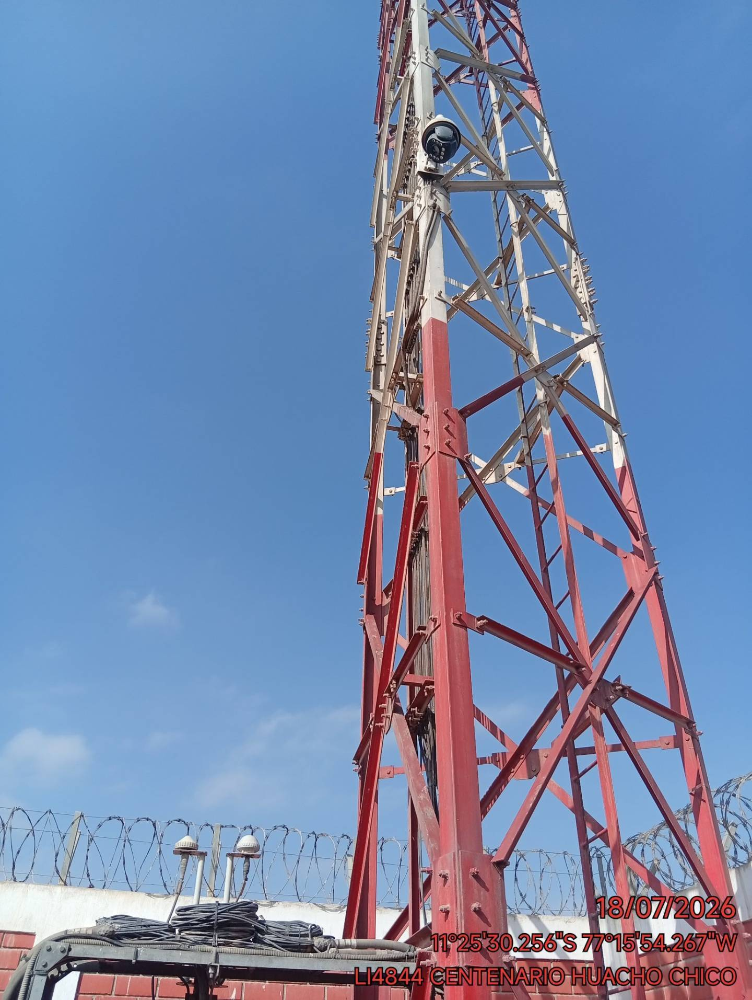 18/07/2026
11°25'30.256"S 77°15'54.267"W
LI4844 CENTENARIO HUACHO CHICO